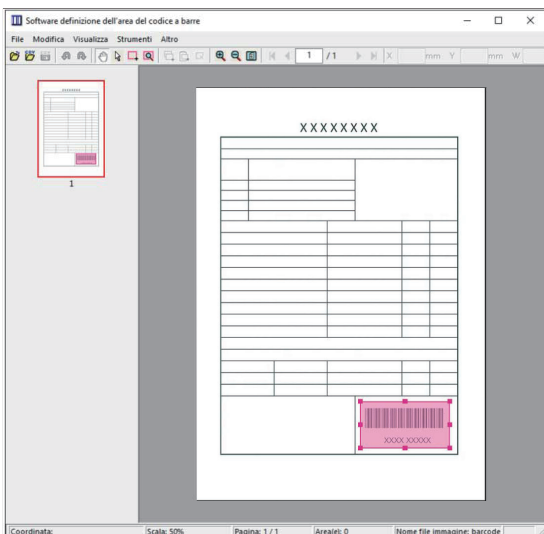 Software definizione dell'area del codice a barre
File Modifica Visualizza Strumenti Altro
1 / 1 X mm Y mm W
XXXXXXXX
1
XXXXXXXX
XXXX XXXXX
Coordinata: Scala: 50% Pagina: 1 / 1 Area(e): 0 Nome file immagine: barcode